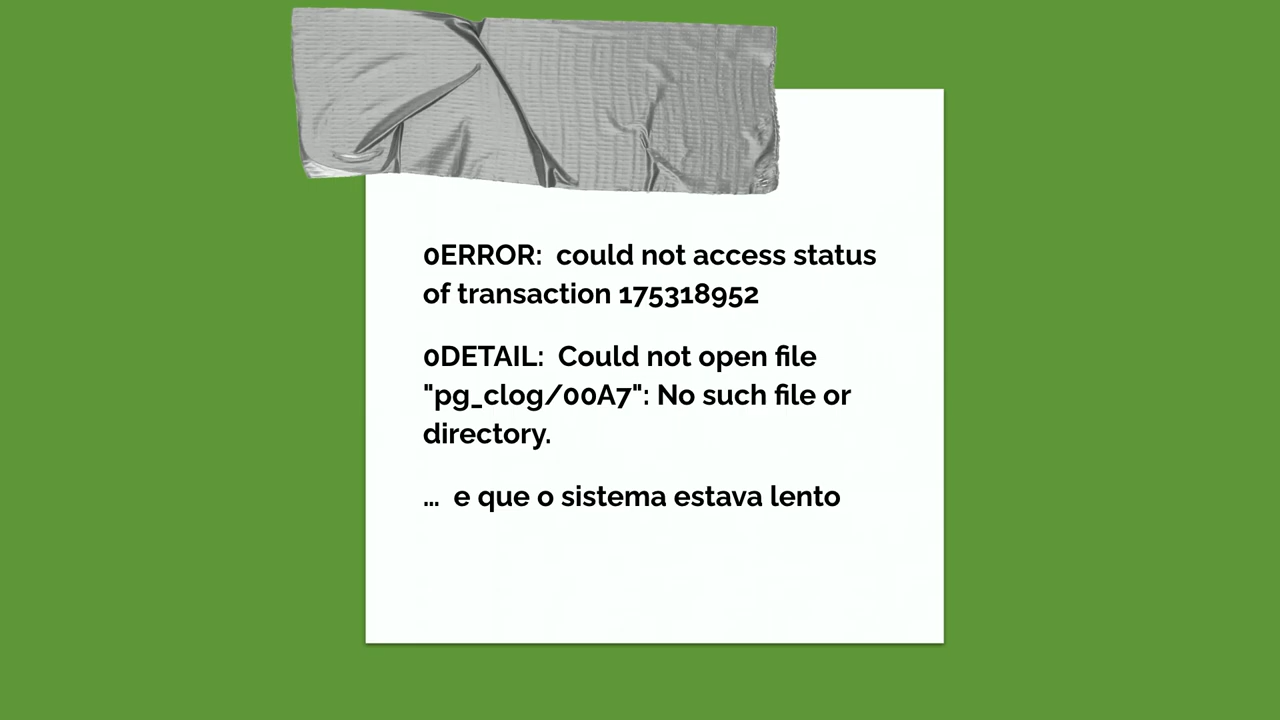 0ERROR:  could not access status
of transaction 175318952
0DETAIL:  Could not open file
"pg_clog/00A7": No such file or
directory.
...  e que o sistema estava lento